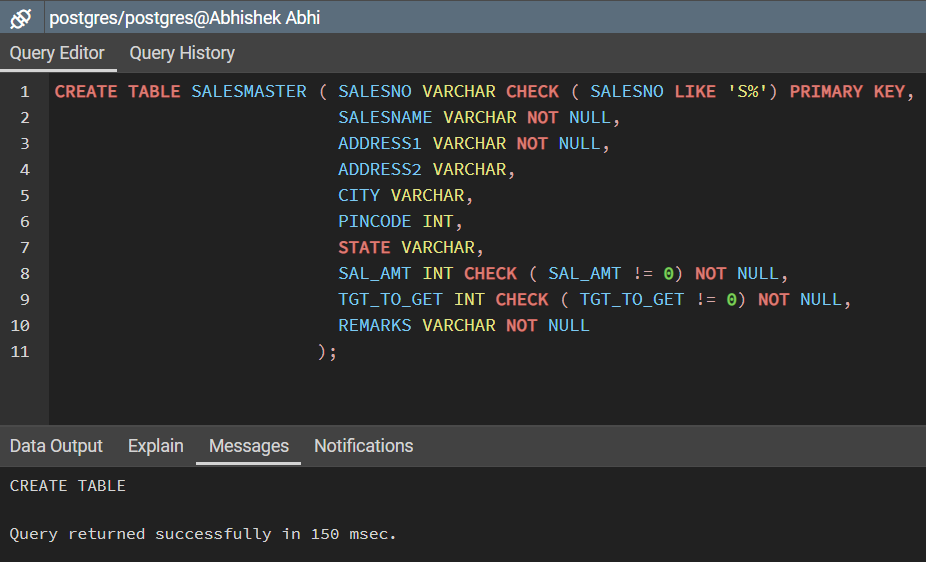 postgres/postgres@Abhishek Abhi
Query Editor Query History
1 CREATE TABLE SALESMASTER ( SALESNO VARCHAR CHECK ( SALESNO LIKE 'S%') PRIMARY KEY,
2 SALESNAME VARCHAR NOT NULL,
3 ADDRESS1 VARCHAR NOT NULL,
4 ADDRESS2 VARCHAR,
5 CITY VARCHAR,
6 PINCODE INT,
7 STATE VARCHAR,
8 SAL_AMT INT CHECK ( SAL_AMT != 0) NOT NULL,
9 TGT_TO_GET INT CHECK ( TGT_TO_GET != 0) NOT NULL,
10 REMARKS VARCHAR NOT NULL
11 );
Data Output Explain Messages Notifications
CREATE TABLE
Query returned successfully in 150 msec.